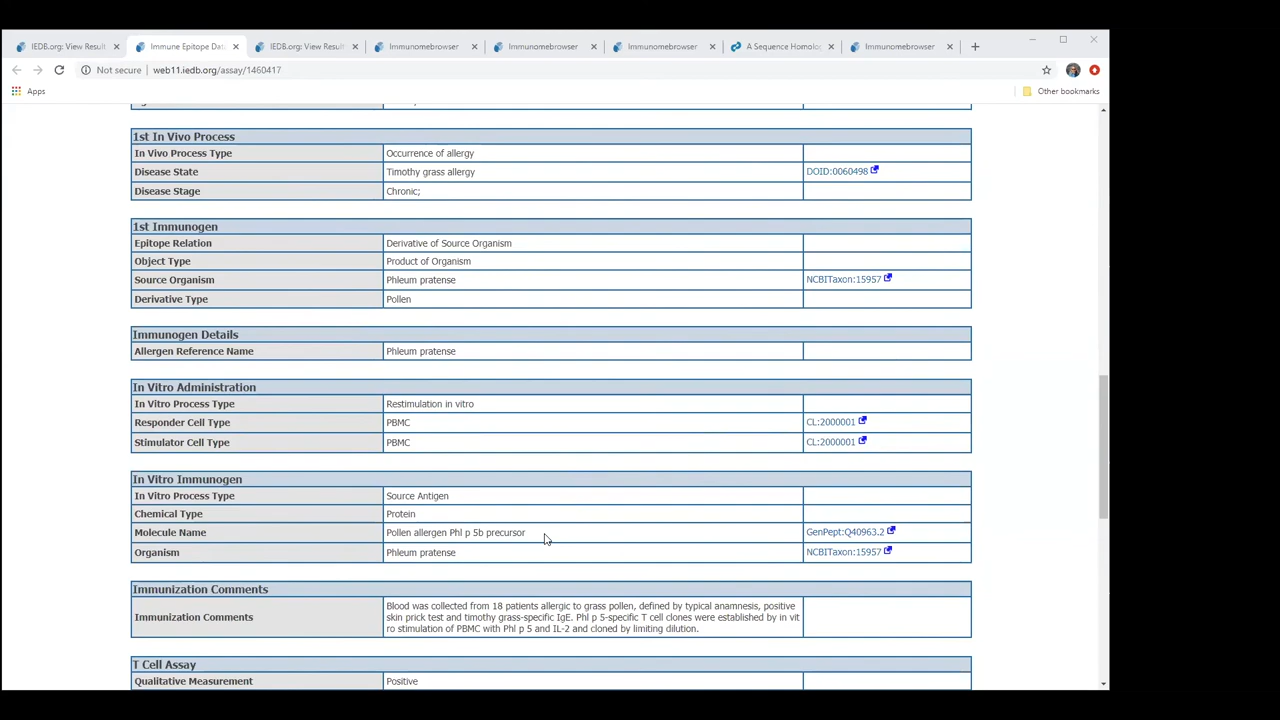 IEDB.org: View Result
Immune Epitope Dat
IEDB.org: View Result
Immunomebrowser
Immunomebrowser
Immunomebrowser
A Sequence Homolog
Immunomebrowser
Not secure web11.iedb.org/assay/1460417
Apps
Other bookmarks
1st In Vivo Process
In Vivo Process Type Occurrence of allergy
Disease State Timothy grass allergy DOID:0060498
Disease Stage Chronic;
1st Immunogen
Epitope Relation Derivative of Source Organism
Object Type Product of Organism
Source Organism Phleum pratense NCBITaxon:15957
Derivative Type Pollen
Immunogen Details
Allergen Reference Name Phleum pratense
In Vitro Administration
In Vitro Process Type Restimulation in vitro
Responder Cell Type PBMC CL:2000001
Stimulator Cell Type PBMC CL:2000001
In Vitro Immunogen
In Vitro Process Type Source Antigen
Chemical Type Protein
Molecule Name Pollen allergen Phl p 5b precursor GenPept:Q40963.2
Organism Phleum pratense NCBITaxon:15957
Immunization Comments
Immunization Comments
Blood was collected from 18 patients allergic to grass pollen, defined by typical anamnesis, positive
skin prick test and timothy grass-specific IgE. Phl p 5-specific T cell clones were established by in vit
ro stimulation of PBMC with Phl p 5 and IL-2 and cloned by limiting dilution.
T Cell Assay
Qualitative Measurement Positive